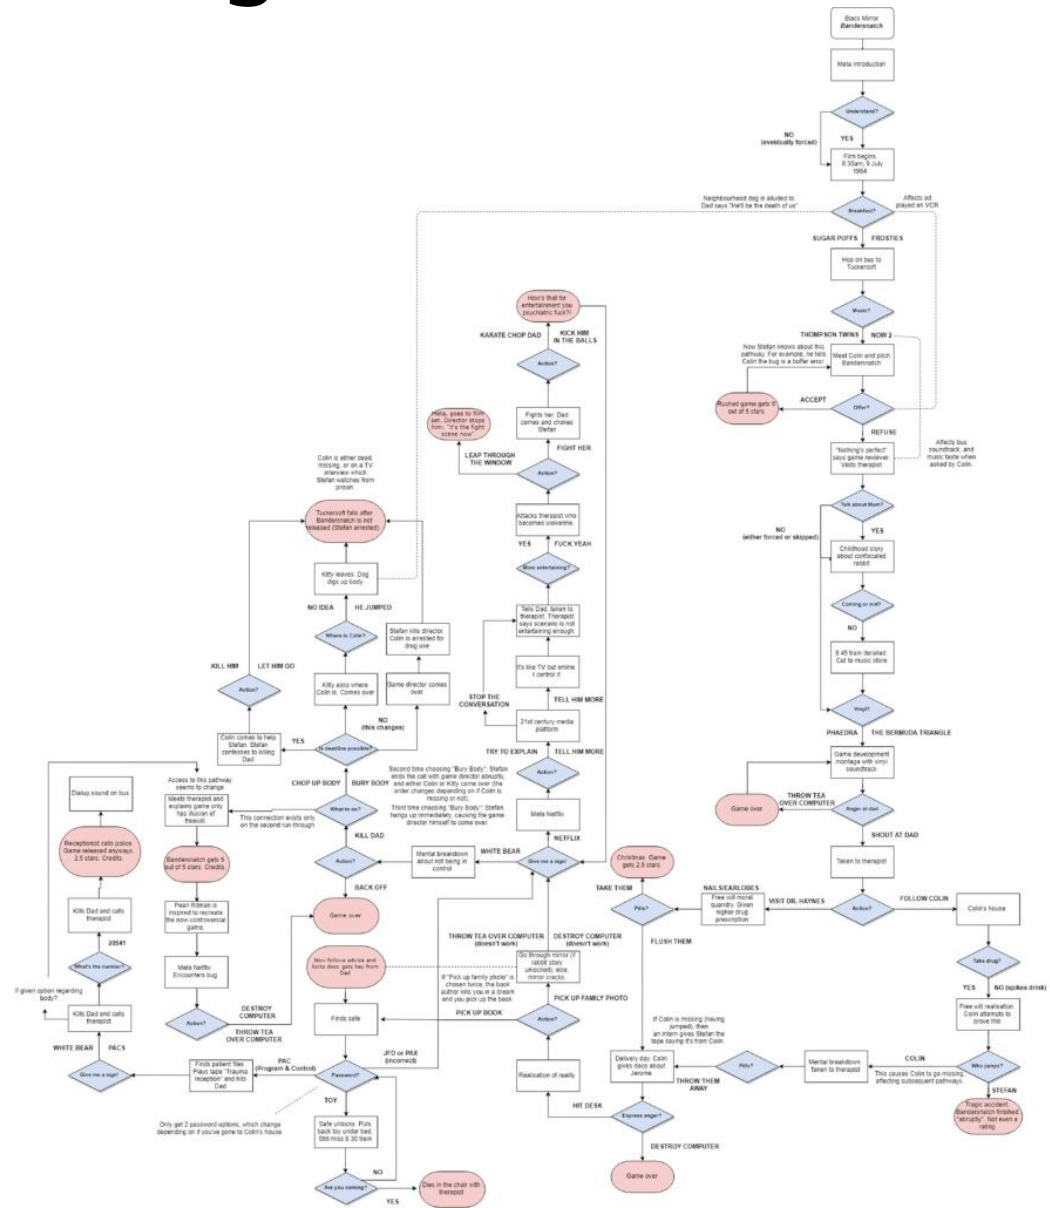 Black Mirror
Bandersnatch
Meta introduction
Understand?
NO
(eventually forced)
YES
Film begins.
8:30am, 9 July
1984
Neighbourhood dog is alluded to
Dad says "He'll be the death of us"
Breakfast?
Affects ad
played on VCR
SUGAR PUFFS
FROSTIES
Hop on bus to
Tuckersoft
Music?
THOMPSON TWINS
NOW 2
Now Stefan knows about this
pathway. For example, he tells
Colin the bug is a buffer error
Meet Colin and pitch
Bandersnatch
ACCEPT
Offer?
Rushed game gets 0
out of 5 stars
REFUSE
"Nothing's perfect"
says game reviewer.
Visits therapist
Affects bus
soundtrack, and
music taste when
asked by Colin.
Talk about Mum?
NO
(either forced or skipped)
YES
Childhood story
about confiscated
rabbit
Coming or not?
NO
8:45 train derailed.
Cut to music store
Vinyl?
PHAEDRA
THE BERMUDA TRIANGLE
Game development
montage with vinyl
soundtrack
THROW TEA
OVER COMPUTER
Game over
Anger at dad
SHOUT AT DAD
Taken to therapist
Action?
VISIT DR. HAYNES
FOLLOW COLIN
NAILS/EARLOBES
Free will moral
quandry. Given
higher drug
prescription
Pills?
TAKE THEM
Christmas. Game
gets 2.5 stars
FLUSH THEM
Colin's house
Take drug?
YES
NO (spikes drink)
Free will realisation.
Colin attempts to
prove this
Who jumps?
COLIN
This causes Colin to go missing,
affecting subsequent pathways.
STEFAN
Tragic accident.
Bandersnatch finished
"abruptly". Not even a
rating
Mental breakdown.
Taken to therapist
Pills?
THROW THEM
AWAY
If Colin is missing (having
jumped), then
an intern gives Stefan the
tape saying it's from Colin.
Delivery day. Colin
gives disco about
Jerome
Express anger?
HIT DESK
DESTROY COMPUTER
Game over
Realisation of reality
Action?
PICK UP BOOK
PICK UP FAMILY PHOTO
If "Pick up family photo" is
chosen twice, the book
author kills you in a dream
and you pick up the book.
Go through mirror (if
rabbit story
unlocked), else,
mirror cracks.
THROW TEA OVER COMPUTER
(doesn't work)
DESTROY COMPUTER
(doesn't work)
Give me a sign!
NETFLIX
WHITE BEAR
Meta Netflix
Action?
TRY TO EXPLAIN
TELL HIM MORE
21st century media
platform
STOP THE
CONVERSATION
TELL HIM MORE
It's like TV but online.
I control it
Tells Dad, taken to
therapist. Therapist
says scenario is not
entertaining enough
More entertaining?
YES
FUCK YEAH
Attacks therapist who
becomes wolverine.
Action?
LEAP THROUGH
THE WINDOW
FIGHT HER
Meta, goes to film
set. Director stops
him. "It's the fight
scene now"
Fights her. Dad
comes and chokes
Stefan
Action?
KARATE CHOP DAD
KICK HIM
IN THE BALLS
How's that for
entertainment you
psychiatric fuck?!
Mental breakdown
about not being in
control
Action?
KILL DAD
BACK OFF
Game over
What to do?
CHOP UP BODY
BURY BODY
Second time choosing "Bury Body": Stefan
ends the call with game director abruptly,
and either Colin or Kitty come over (the
order changes depending on if Colin is
missing or not).
Third time choosing "Bury Body": Stefan
hangs up immediately, causing the game
director himself to come over.
Is deadline possible?
YES
NO
(this changes)
Colin comes to help
Stefan. Stefan
confesses to killing
Dad
Action?
KILL HIM
LET HIM GO
Kitty asks where
Colin is. Comes over
Where is Colin?
NO IDEA
HE JUMPED
Kitty leaves. Dog
digs up body
Game director comes
over
Stefan kills director.
Colin is arrested for
drug use
Tuckersoft fails after
Bandersnatch is not
released (Stefan arrested)
Colin is either dead,
missing, or on a TV
interview which
Stefan watches from
prison.
This connection exists only
on the second run-through
Access to this pathway
seems to change
Meets therapist and
explains game only
has illusion of
freewill.
Bandersnatch gets 5
out of 5 stars. Credits
Pearl Ritman is
inspired to recreate
the now controversial
game.
Meta Netflix.
Encounters bug
Action?
DESTROY
COMPUTER
THROW TEA
OVER COMPUTER
Now follows advice and
locks door, gets key from
Dad
Finds safe
Password?
PAC
(Program & Control)
JFD or PAX
(incorrect)
TOY
Only get 2 password options, which change
depending on if you've gone to Colin's house
Safe unlocks. Puts
back toy under bed.
Still miss 8:30 train
Are you coming?
NO
YES
Dies in the chair with
therapist
Finds patient files.
Plays tape "Trauma
Inception" and hits
Dad
Give me a sign!
WHITE BEAR
PACS
Kills Dad and calls
therapist
If given option regarding
body?
What's the number?
20541
Kills Dad and calls
therapist
Receptionist calls police.
Game released anyways.
2.5 stars. Credits.
Dialup sound on bus